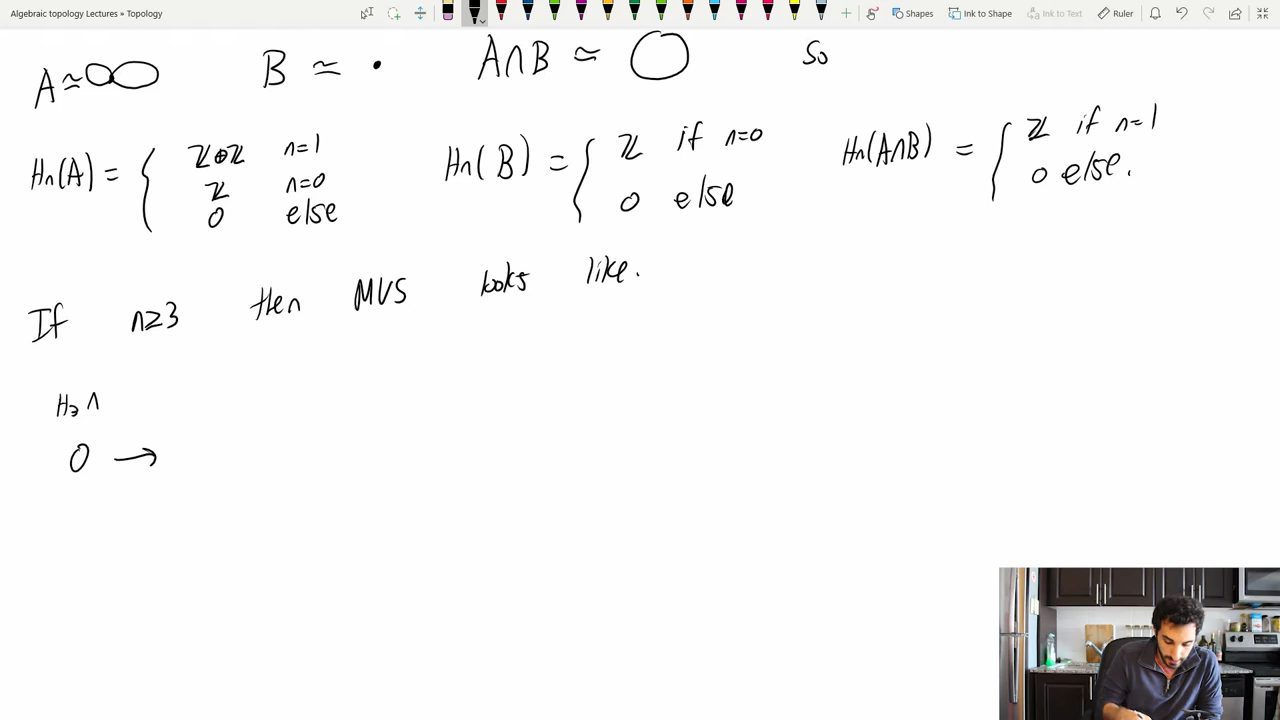 Algebraic topology Lectures – Topology
Shapes Ink to Shape Ink to Text Ruler
A ≃ B ≃ • A∩B ≃ ◯ So
Hn(A) = { ℤ⊕ℤ n=1
ℤ n=0
0 else
Hn(B) = { ℤ if n=0
0 else
Hn(A∩B) = { ℤ if n=1
0 else.
If n≥3 then MVS looks like.
0 →